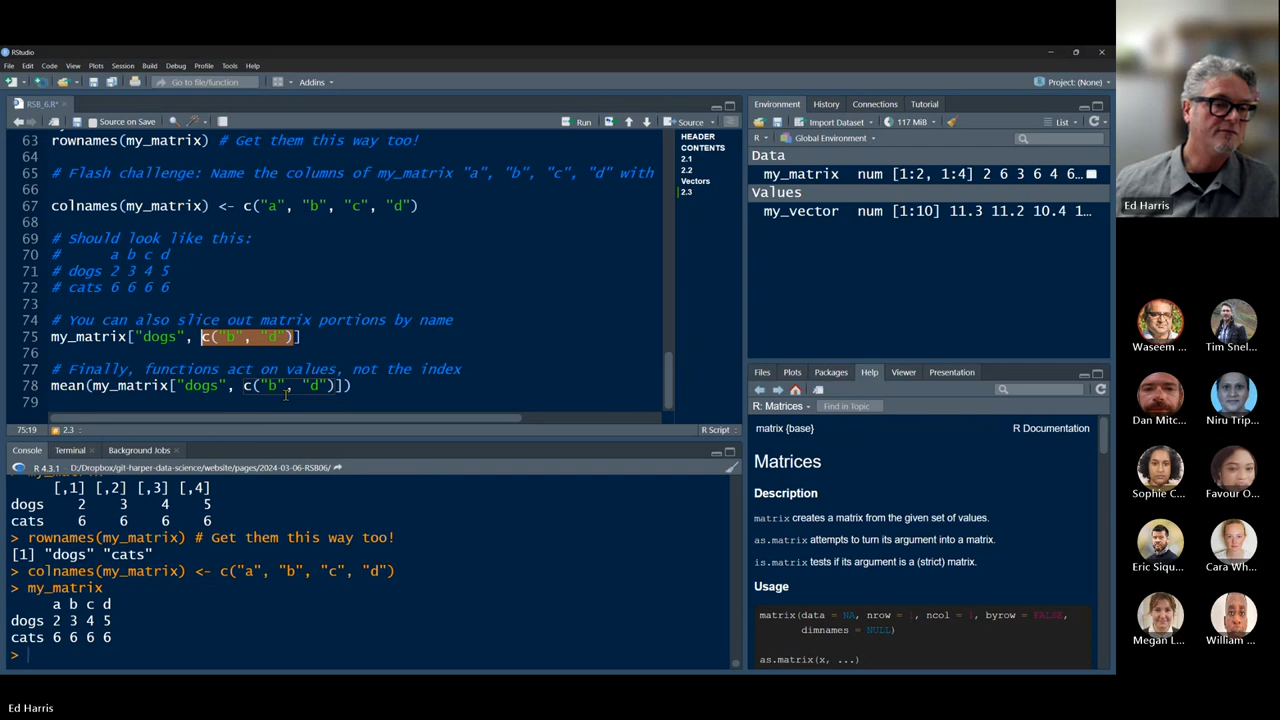 RStudio
File Edit Code View Plots Session Build Debug Profile Tools Help
Go to file/function Addins Project: (None)
RSB_6.R*
Source on Save Run Source
63 rownames(my_matrix) # Get them this way too!
64
65 # Flash challenge: Name the columns of my_matrix "a", "b", "c", "d" with
66
67 colnames(my_matrix) <- c("a", "b", "c", "d")
68
69 # Should look like this:
70 # a b c d
71 # dogs 2 3 4 5
72 # cats 6 6 6 6
73
74 # You can also slice out matrix portions by name
75 my_matrix["dogs", c("b", "d")]
76
77 # Finally, functions act on values, not the index
78 mean(my_matrix["dogs", c("b", "d")])
79
HEADER
CONTENTS
2.1
2.2
Vectors
2.3
75:19 2.3 R Script
Console Terminal Background Jobs
R 4.3.1 · D:/Dropbox/git-harper-data-science/website/pages/2024-03-06-RSB06/
[,1] [,2] [,3] [,4]
dogs 2 3 4 5
cats 6 6 6 6
> rownames(my_matrix) # Get them this way too!
[1] "dogs" "cats"
> colnames(my_matrix) <- c("a", "b", "c", "d")
> my_matrix
a b c d
dogs 2 3 4 5
cats 6 6 6 6
>
Environment History Connections Tutorial
Import Dataset 117 MiB List
R Global Environment
Data
my_matrix num [1:2, 1:4] 2 6 3 6 4 6…
Values
my_vector num [1:10] 11.3 11.2 10.4 1…
Files Plots Packages Help Viewer Presentation
R: Matrices Find in Topic
matrix {base} R Documentation
Matrices
Description
matrix creates a matrix from the given set of values.
as.matrix attempts to turn its argument into a matrix.
is.matrix tests if its argument is a (strict) matrix.
Usage
matrix(data = NA, nrow = 1, ncol = 1, byrow = FALSE,
dimnames = NULL)
as.matrix(x, ...)
Ed Harris
Waseem ... Tim Snel...
Dan Mitc... Niru Trip...
Sophie C... Favour O...
Eric Siqu... Cara Wh...
Megan L... William ...
Ed Harris